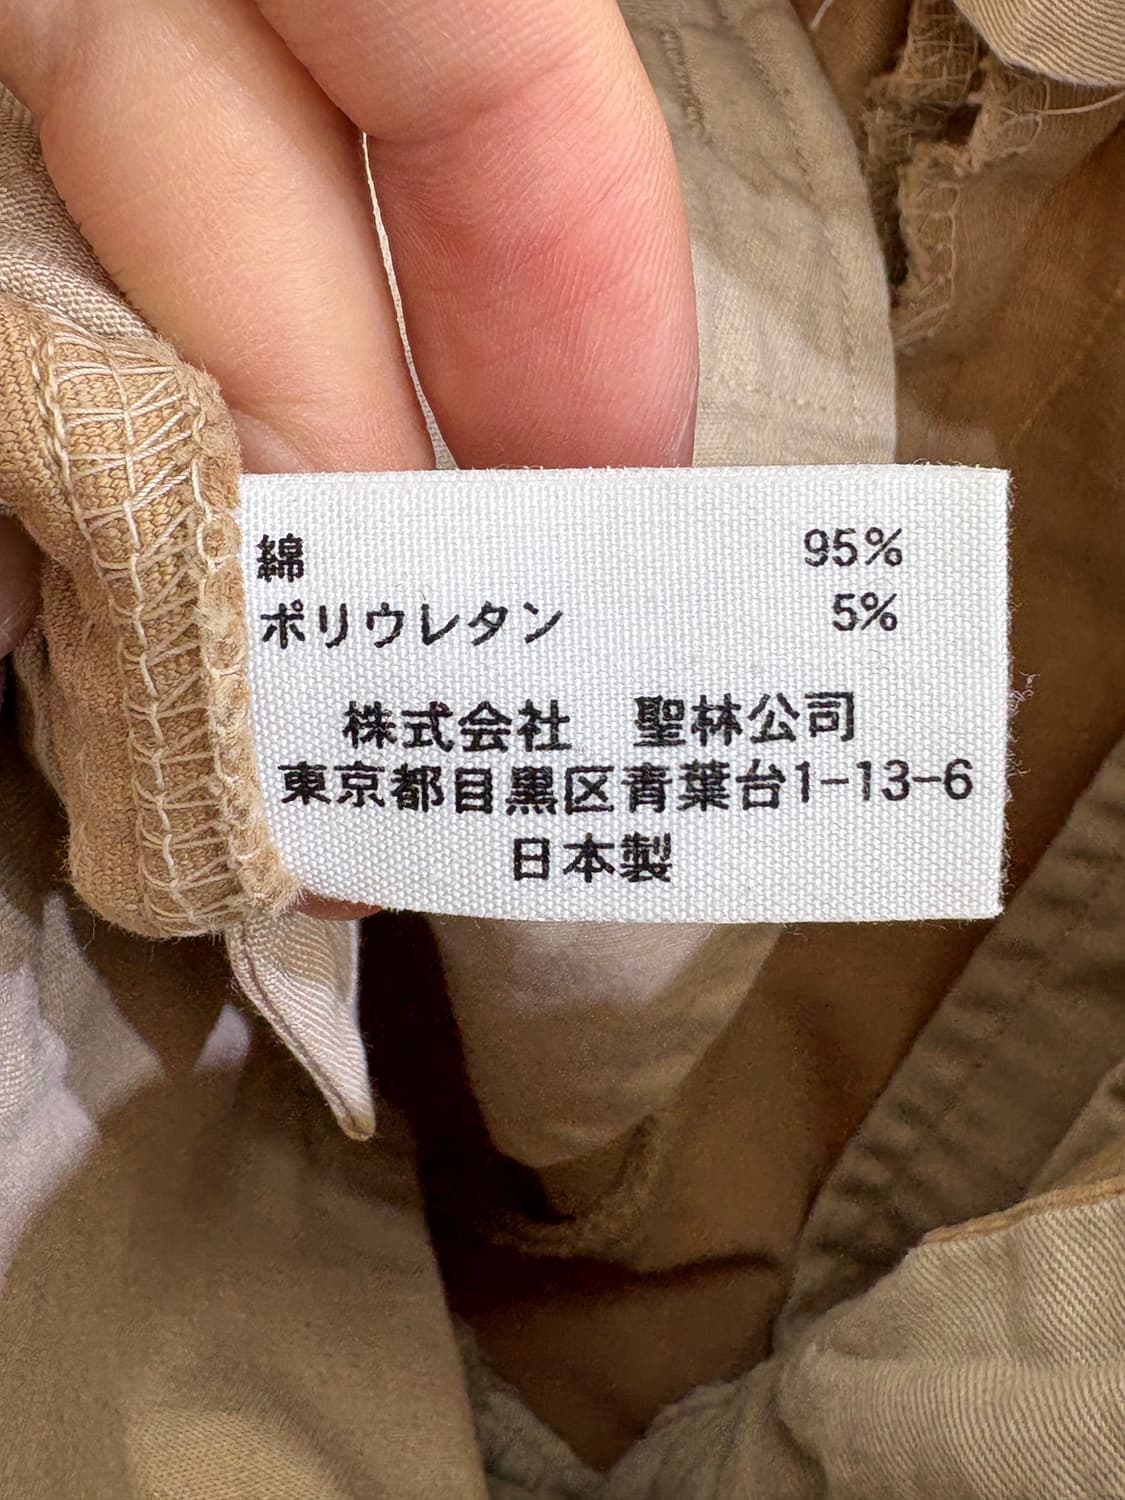 綿 95%
ポリウレタン 5%
株式会社 聖林公司
東京都目黒区青葉台1-13-6
日本製